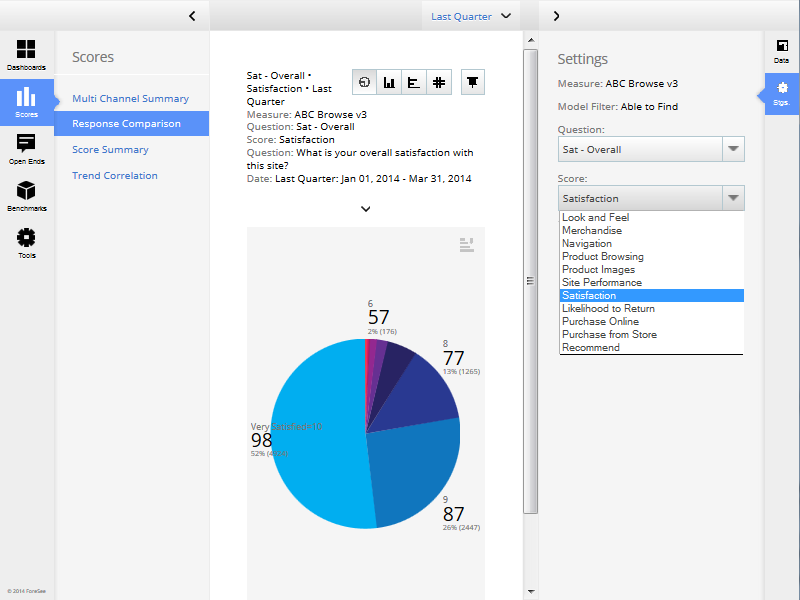 Last Quarter
Dashboards
Scores
Open Ends
Benchmarks
Tools
© 2014 ForeSee
Scores
Multi Channel Summary
Response Comparison
Score Summary
Trend Correlation
Sat - Overall •
Satisfaction • Last
Quarter
Measure: ABC Browse v3
Question: Sat - Overall
Score: Satisfaction
Question: What is your overall satisfaction with
this site?
Date: Last Quarter: Jan 01, 2014 - Mar 31, 2014
6
57
2% (176)
8
77
13% (1265)
Very Satisfied=10
98
52%
9
87
26% (2447)
Settings
Measure: ABC Browse v3
Model Filter: Able to Find
Question:
Sat - Overall
Score:
Satisfaction
Look and Feel
Merchandise
Navigation
Product Browsing
Product Images
Site Performance
Satisfaction
Likelihood to Return
Purchase Online
Purchase from Store
Recommend
Data
Stgs.